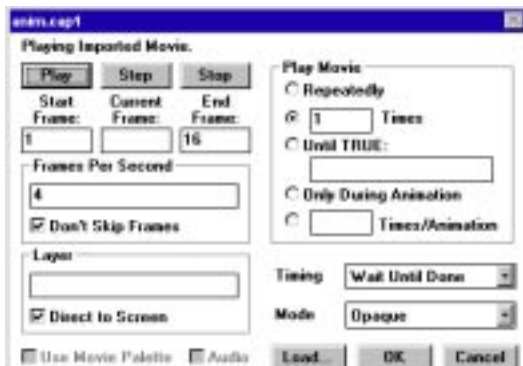 anim.cap1
Playing Imported Movie.
Play Step Stop
Start Frame: Current Frame: End Frame:
1 16
Frames Per Second
4
Don't Skip Frames
Layer
Direct to Screen
Use Movie Palette Audio
Play Movie
Repeatedly
1 Times
Until TRUE:
Only During Animation
Times/Animation
Timing Wait Until Done
Mode Opaque
Load... OK Cancel